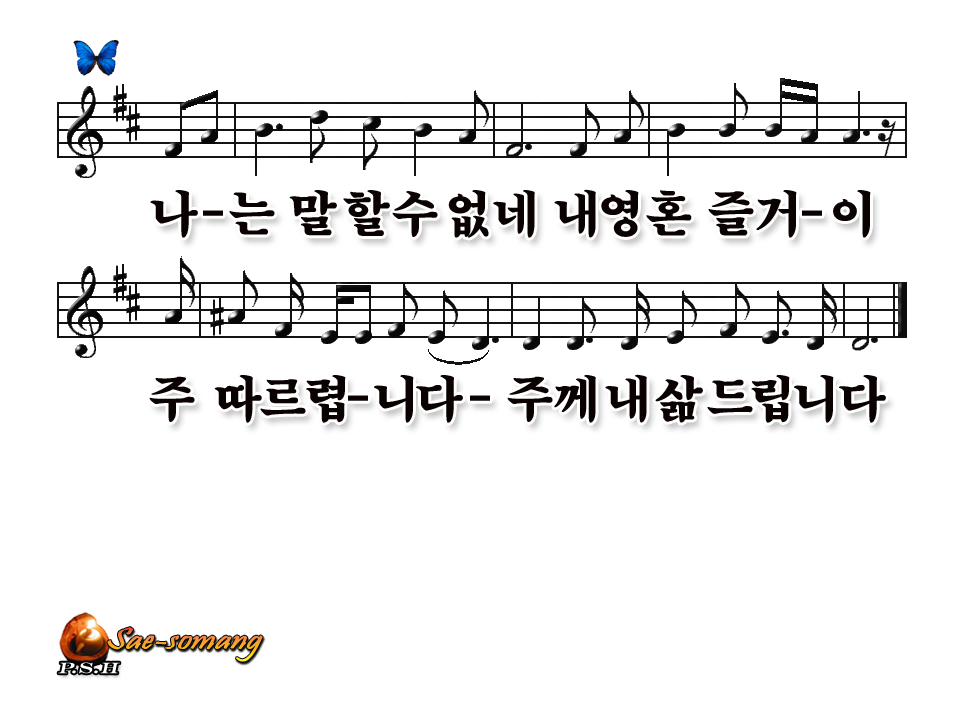 나-는 말할수없네 내영혼 즐거-이
주 따르렵-니다- 주께내삶드립니다
Sae-somang
P.S.H